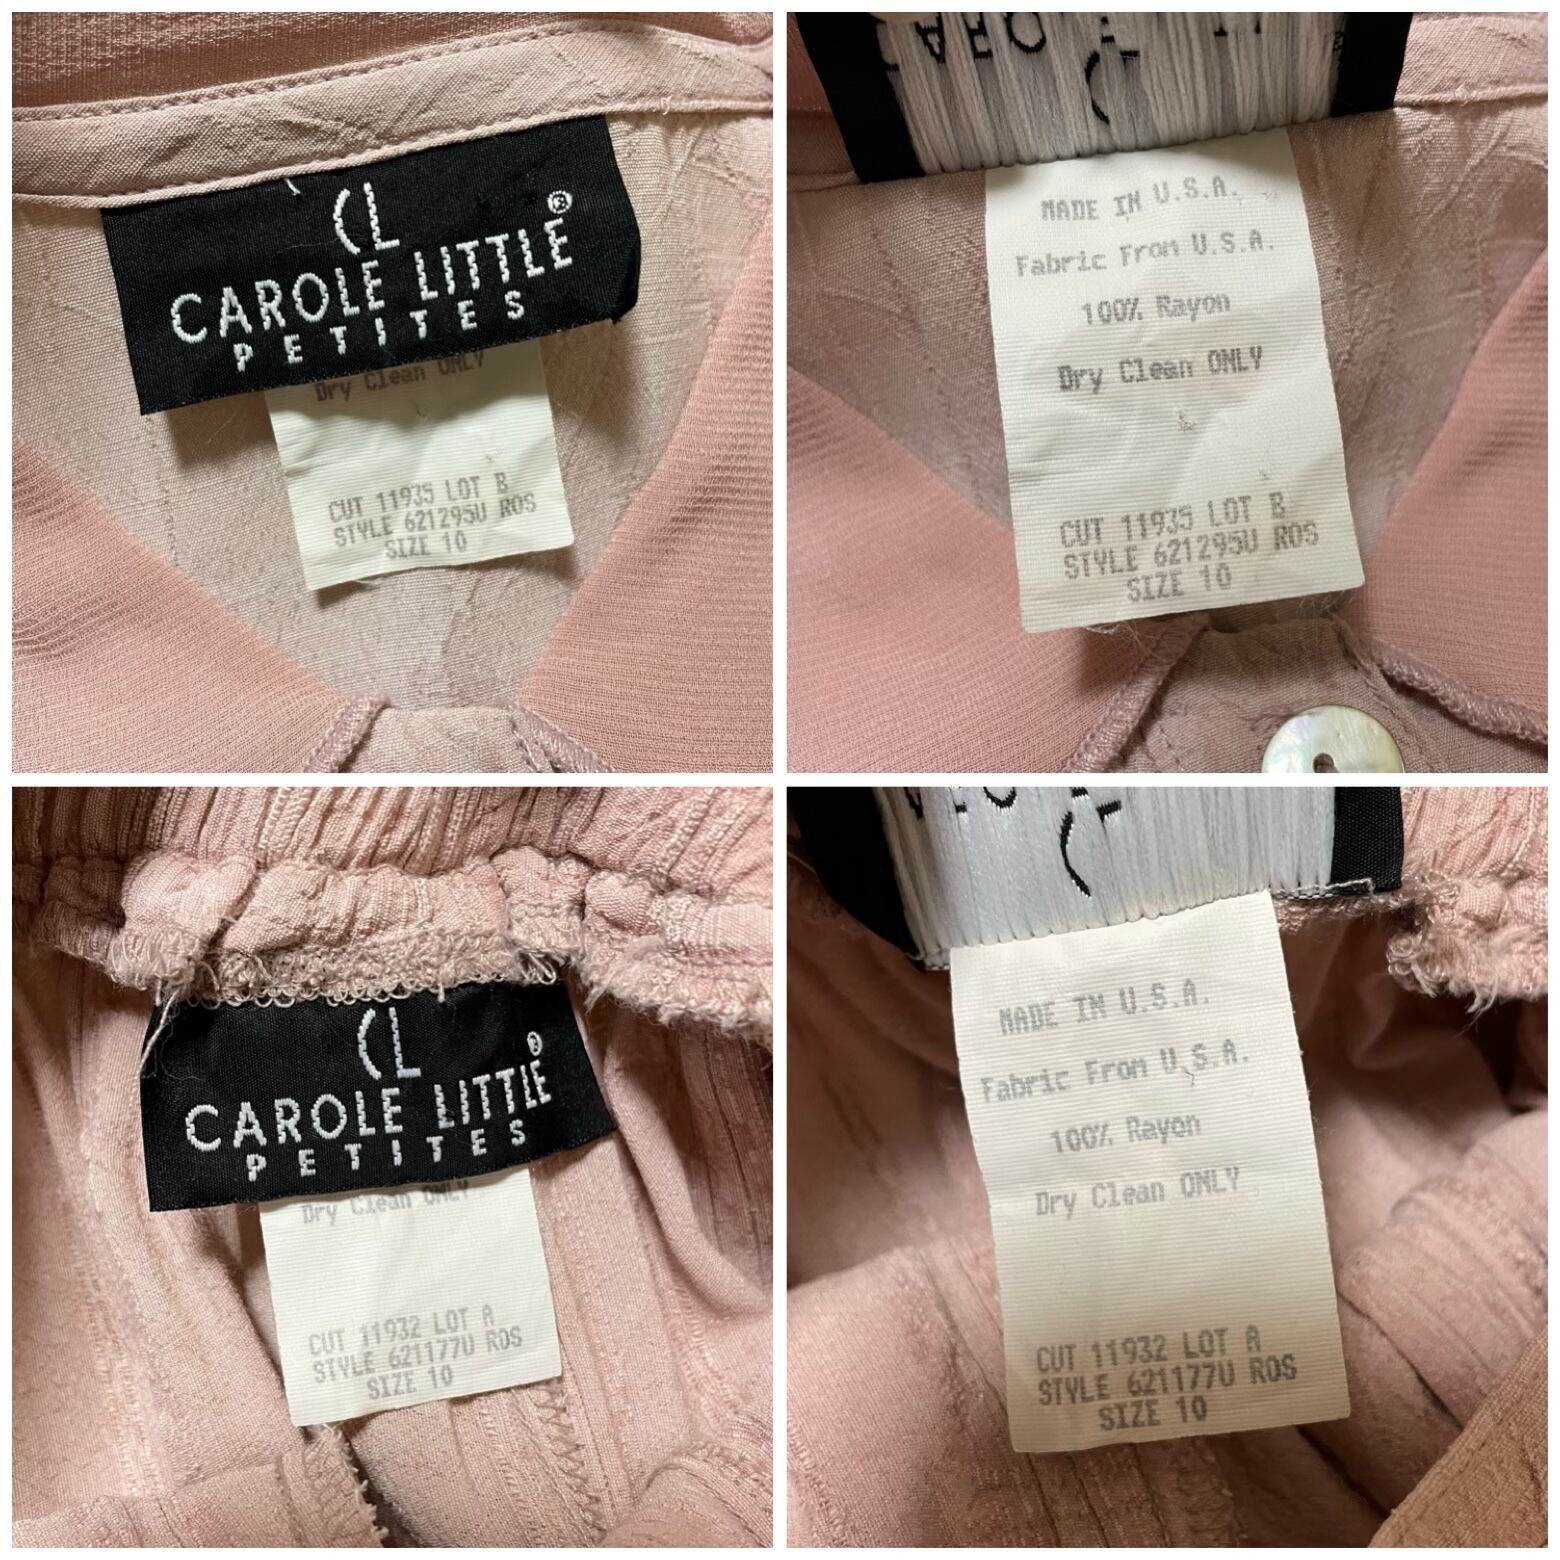 CL®
CAROLE LITTLE
PETITES
Dry Clean ONLY
CUT 11935 LOT B
STYLE 621295U ROS
SIZE 10
MADE IN U.S.A.
Fabric From U.S.A.
100% Rayon
Dry Clean ONLY
CUT 11935 LOT B
STYLE 621295U ROS
SIZE 10
CL®
CAROLE LITTLE
PETITES
Dry Clean ONLY
CUT 11932 LOT A
STYLE 621177U ROS
SIZE 10
MADE IN U.S.A.
Fabric From U.S.A.
100% Rayon
Dry Clean ONLY
CUT 11932 LOT A
STYLE 621177U ROS
SIZE 10